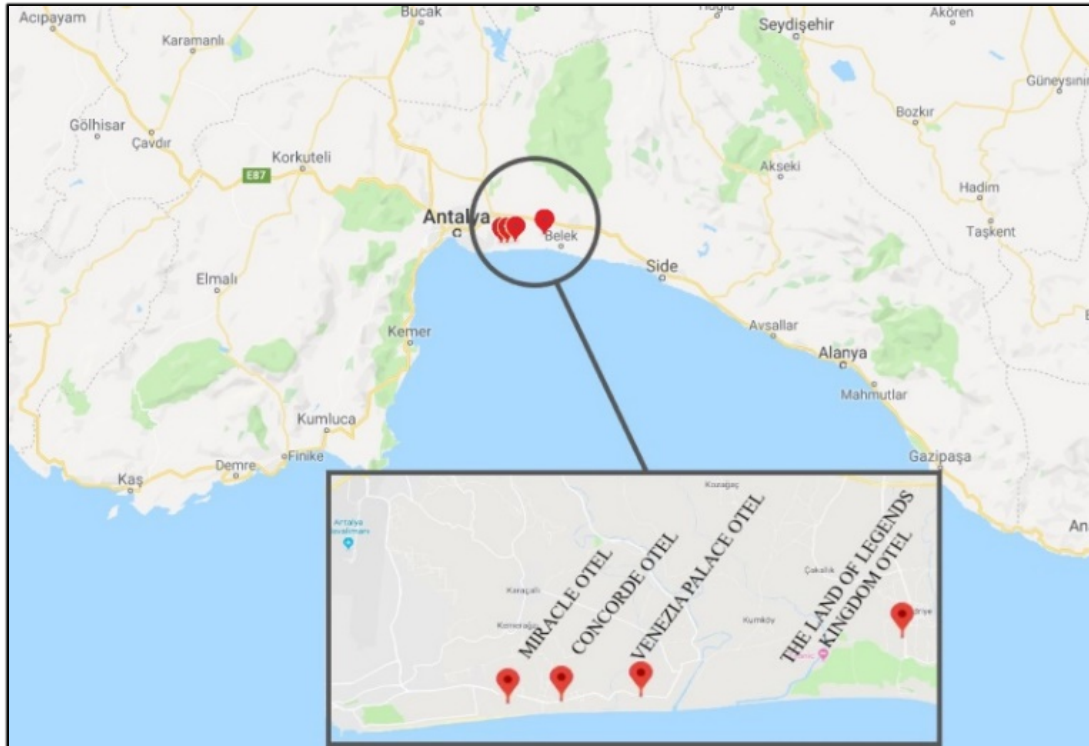 Acıpayam
Bucak
Seydişehir
Akören
Karamanlı
Güneysınır
Gölhisar
Çavdır
Bozkır
Korkuteli
Akseki
E87
Hadim
Antalya
Taşkent
Belek
Elmalı
Side
Kemer
Avsallar
Alanya
Mahmutlar
Kumluca
Gazipaşa
Finike
Demre
Kaş
Kozağaç
Antalya
Karaçallı
Kemerağzı
Çakallık
Kumköy
MIRACLE OTEL
CONCORDE OTEL
VENEZIA PALACE OTEL
THE LAND OF LEGENDS
KINGDOM OTEL